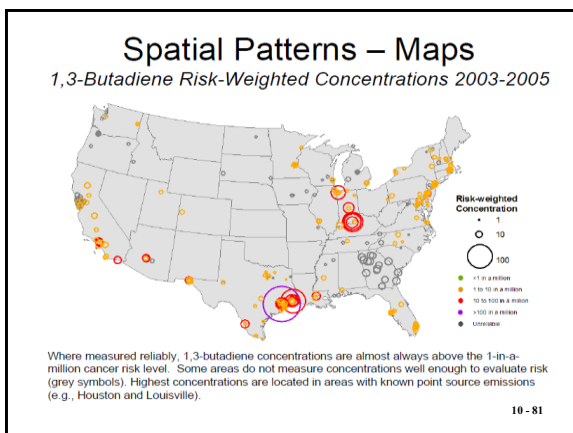 Spatial Patterns – Maps
1,3-Butadiene Risk-Weighted Concentrations 2003-2005
Risk-weighted
Concentration
1
10
100
<1 in a million
1 to 10 in a million
10 to 100 in a million
>100 in a million
Unreliable
Where measured reliably, 1,3-butadiene concentrations are almost always above the 1-in-a-
million cancer risk level. Some areas do not measure concentrations well enough to evaluate risk
(grey symbols). Highest concentrations are located in areas with known point source emissions
(e.g., Houston and Louisville).
10 - 81